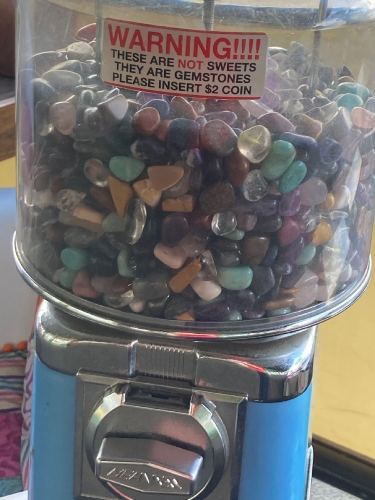 WARNING!!!!
THESE ARE NOT SWEETS
THEY ARE GEMSTONES
PLEASE INSERT $2 COIN